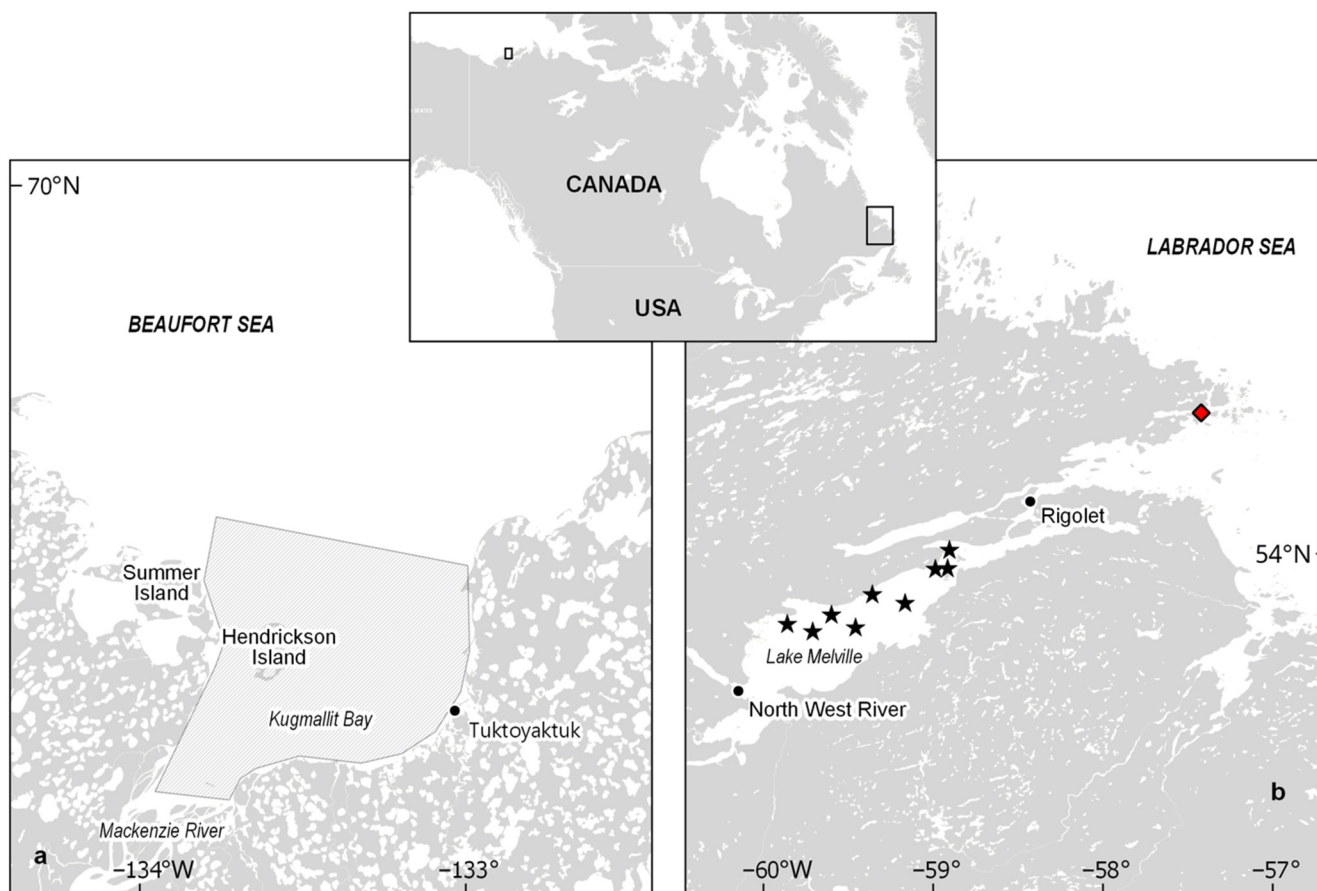 STATES
CANADA
USA
70°N
BEAUFORT SEA
Summer
Island
Hendrickson
Island
Kugmallit Bay
Tuktoyaktuk
Mackenzie River
a
−134°W
−133°
LABRADOR SEA
Rigolet
54°N
Lake Melville
North West River
b
−60°W
−59°
−58°
−57°